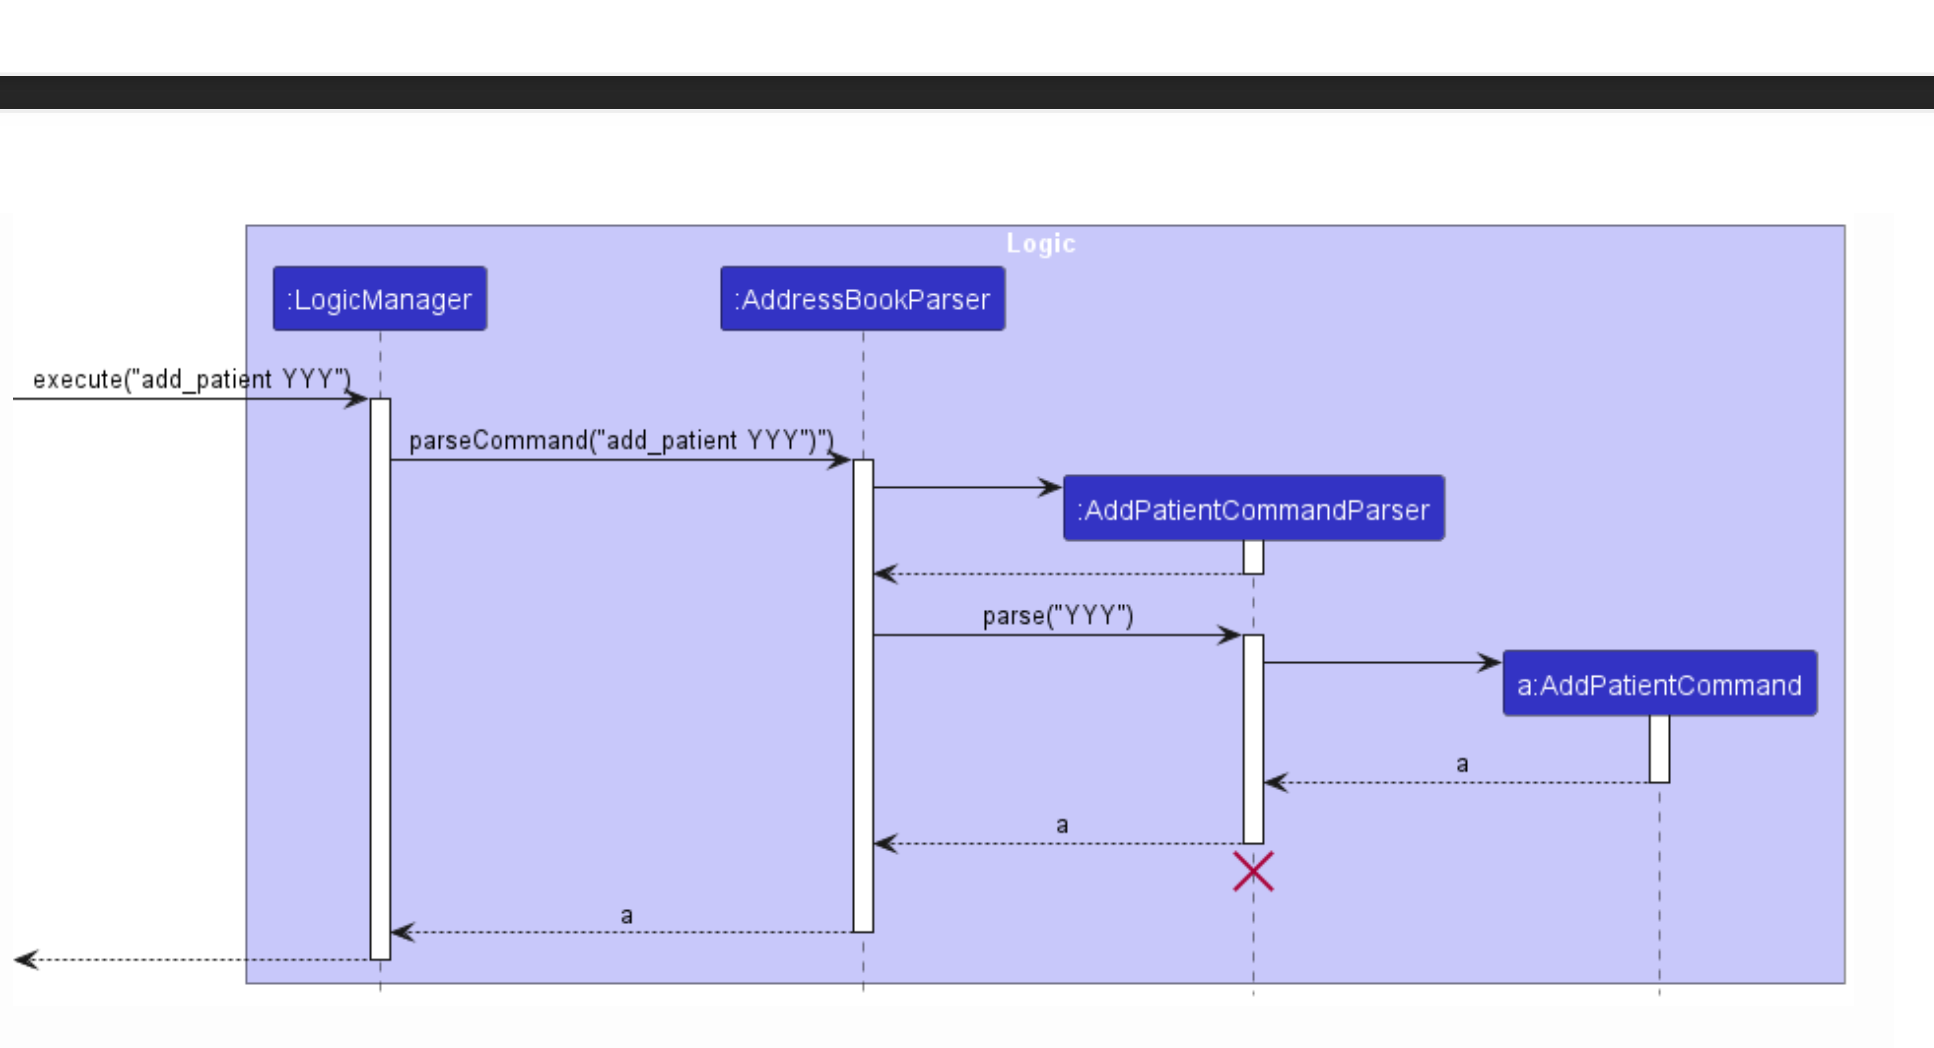 Logic
:LogicManager
:AddressBookParser
execute("add_patient YYY")
parseCommand("add_patient YYY")")
:AddPatientCommandParser
parse("YYY")
a:AddPatientCommand
a
a
a